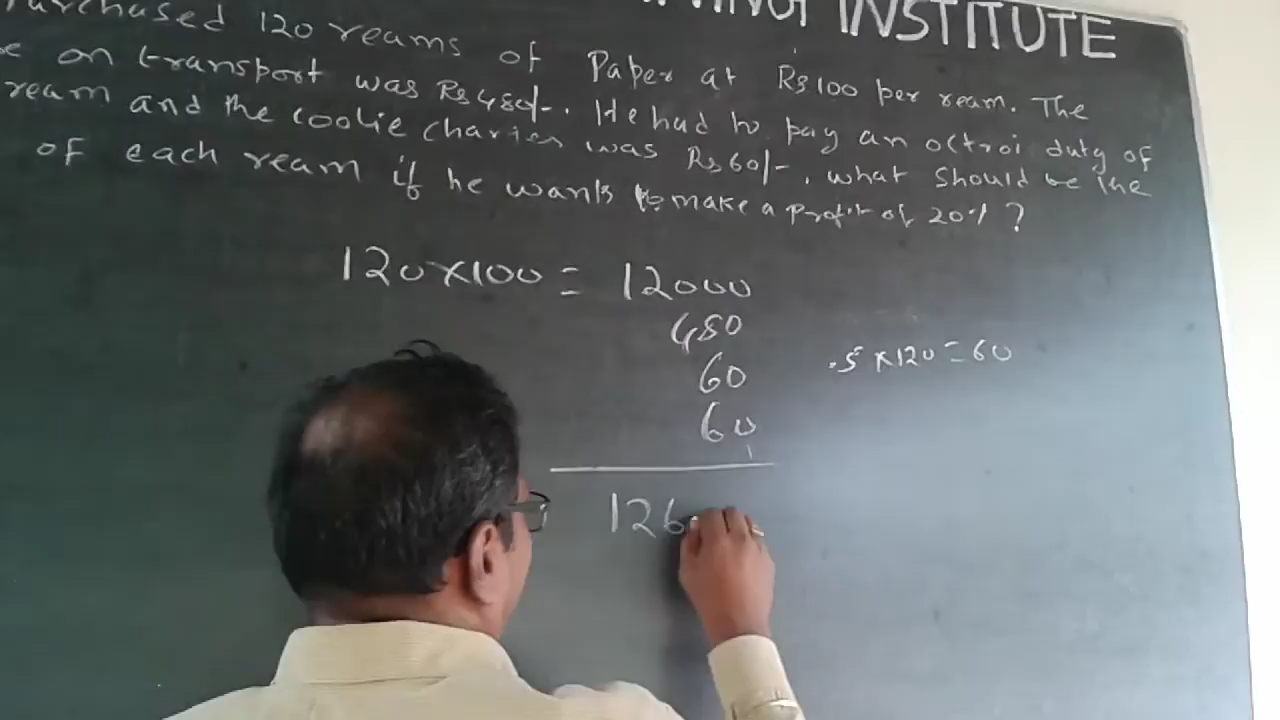 INSTITUTE
Purchased 120 reams of Paper at Rs 100 per ream. The
on transport was Rs 480/-. He had to pay an octroi duty of
ream and the coolie charies was Rs 60/-. what should be the
of each ream if he wants to make a profit of 20% ?
120 x 100 = 12000
480
60 .5 x 120 = 60
60
126